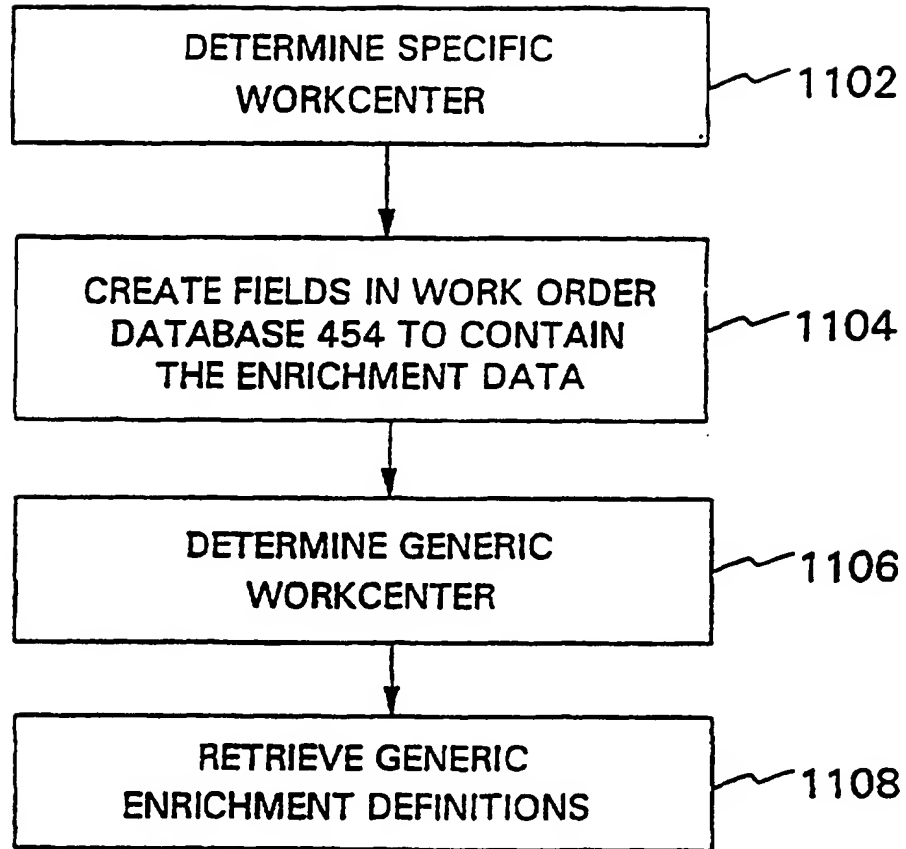 DETERMINE SPECIFIC
WORKCENTER
1102
CREATE FIELDS IN WORK ORDER
DATABASE 454 TO CONTAIN
THE ENRICHMENT DATA
1104
DETERMINE GENERIC
WORKCENTER
1106
RETRIEVE GENERIC
ENRICHMENT DEFINITIONS
1108